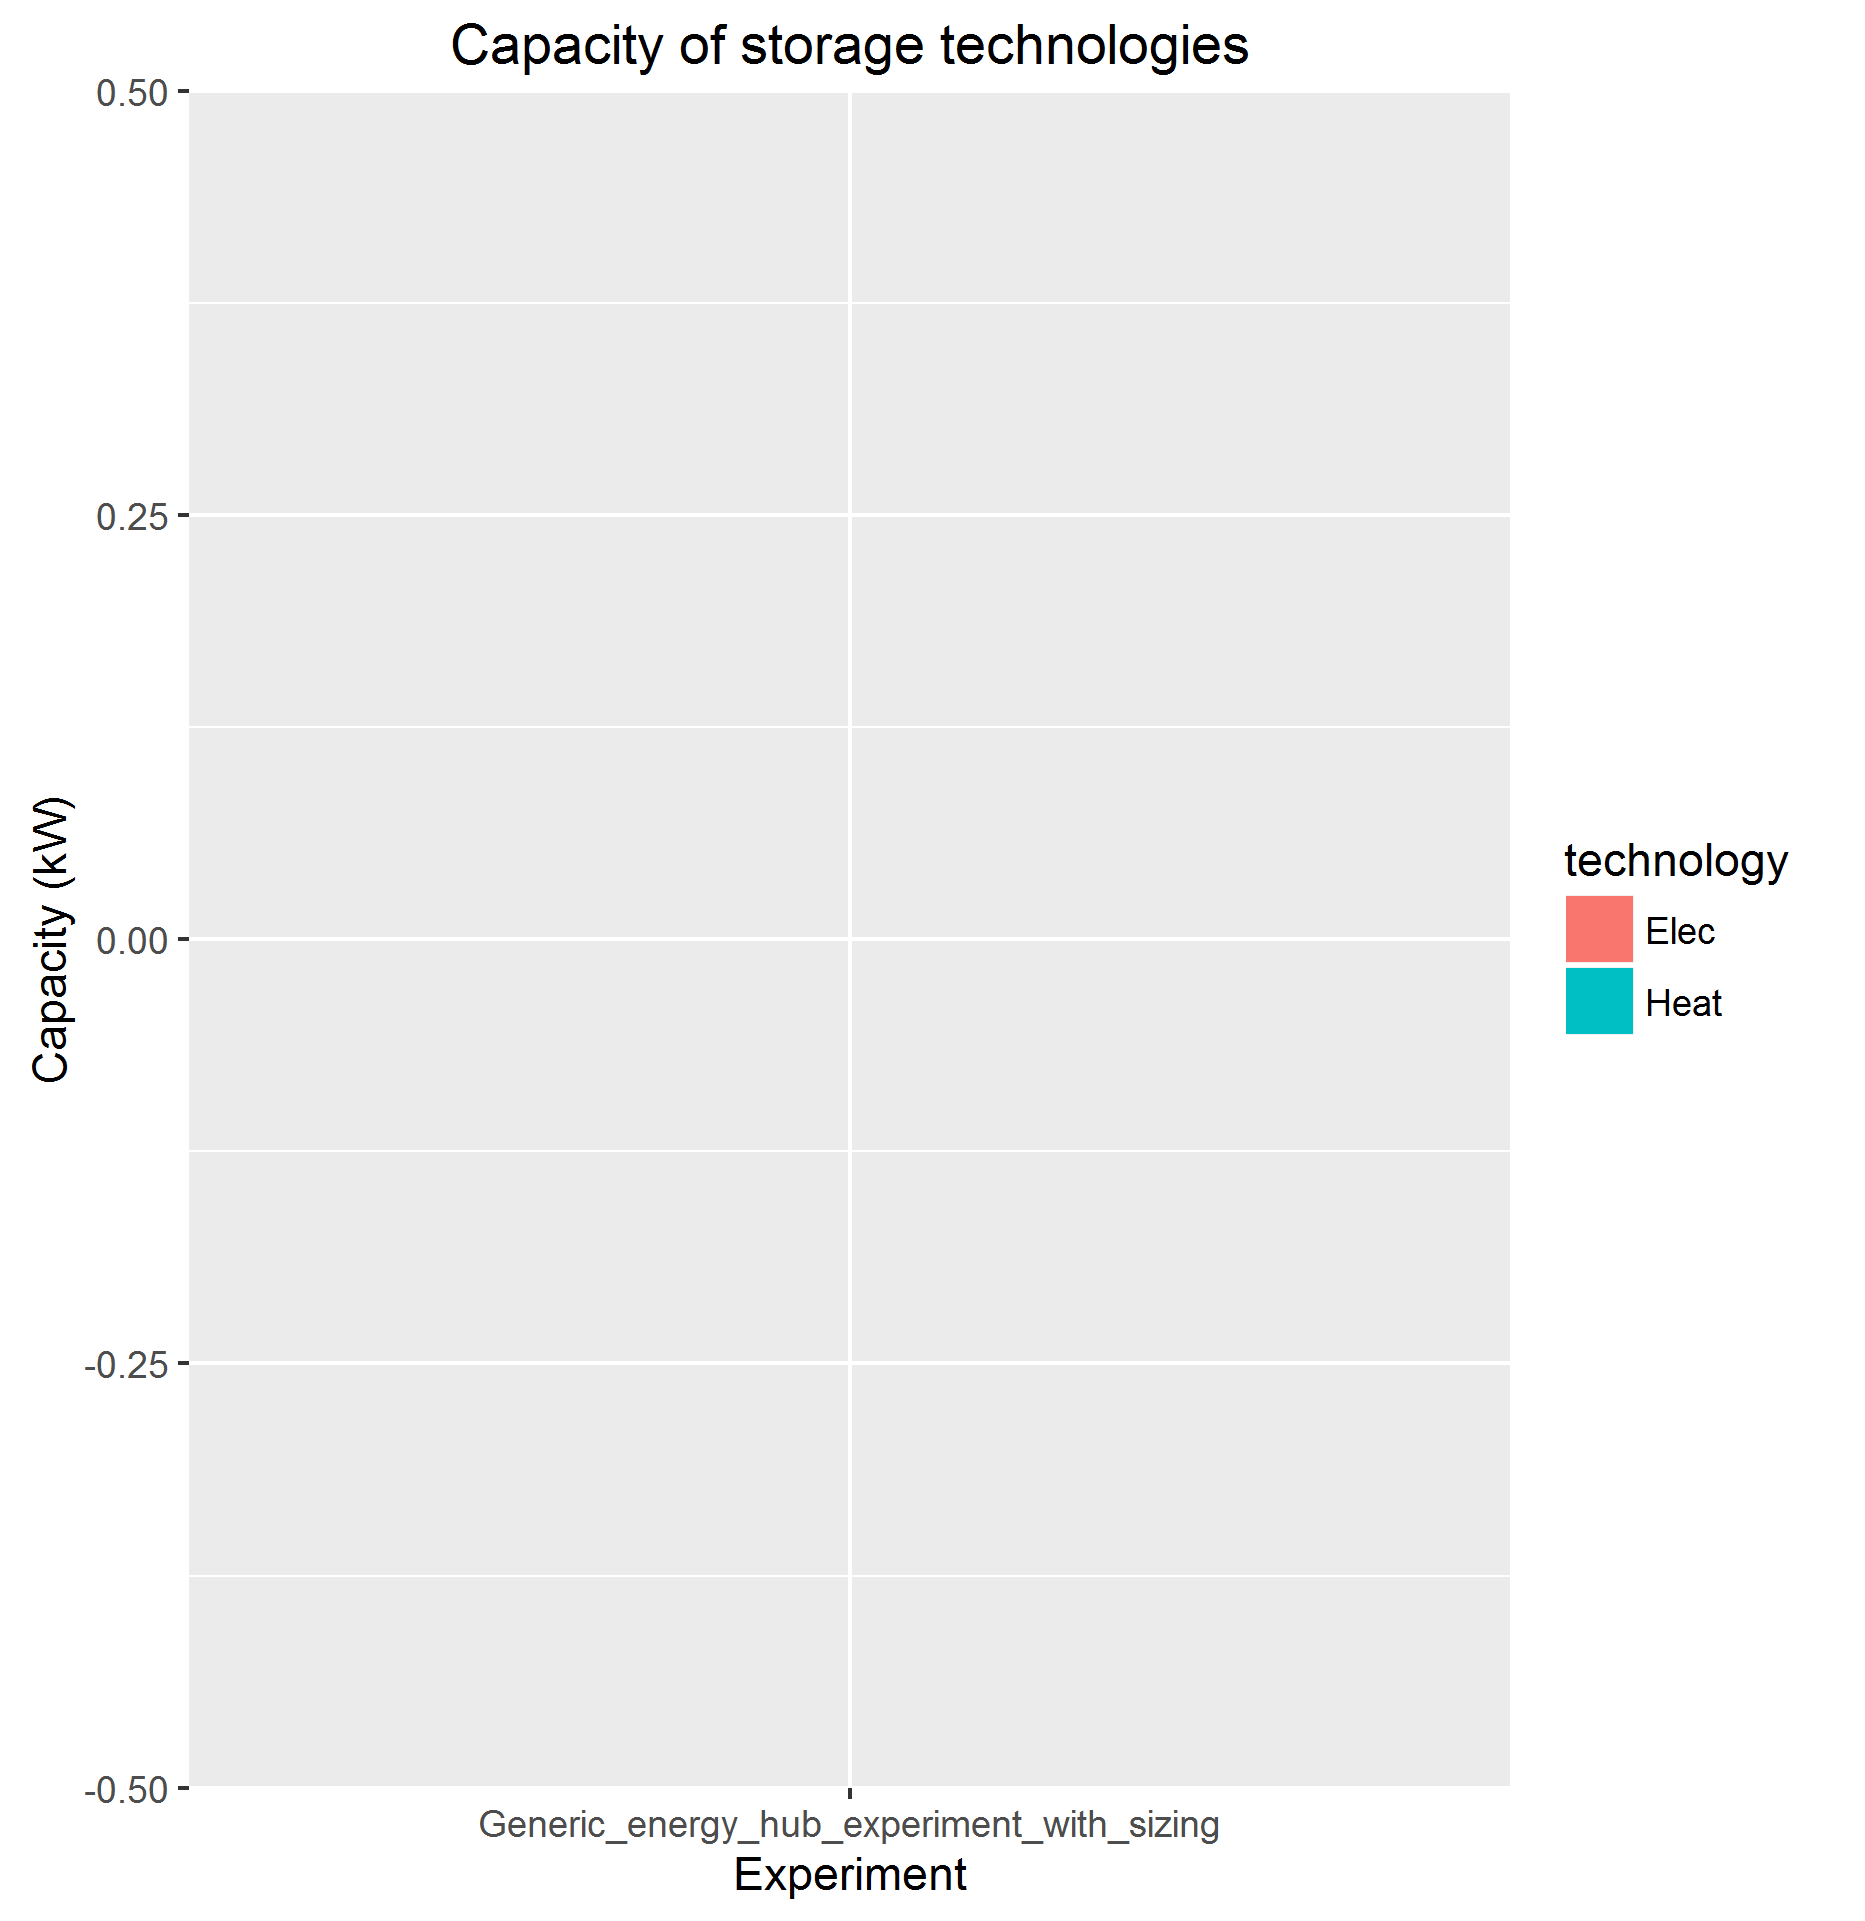 Capacity of storage technologies
0.50
0.25
0.00
-0.25
-0.50
Capacity (kW)
Generic_energy_hub_experiment_with_sizing
Experiment
technology
Elec
Heat